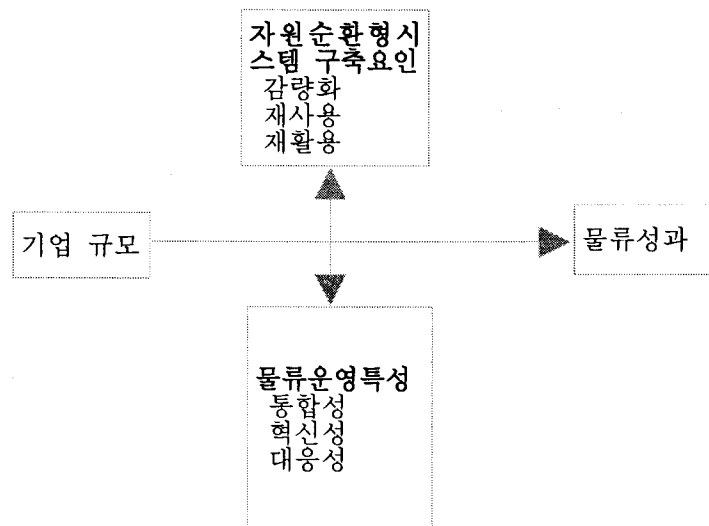 자원순환형시
스템 구축요인
감량화
재사용
재활용
기업 규모
물류성과
물류운영특성
통합성
혁신성
대응성